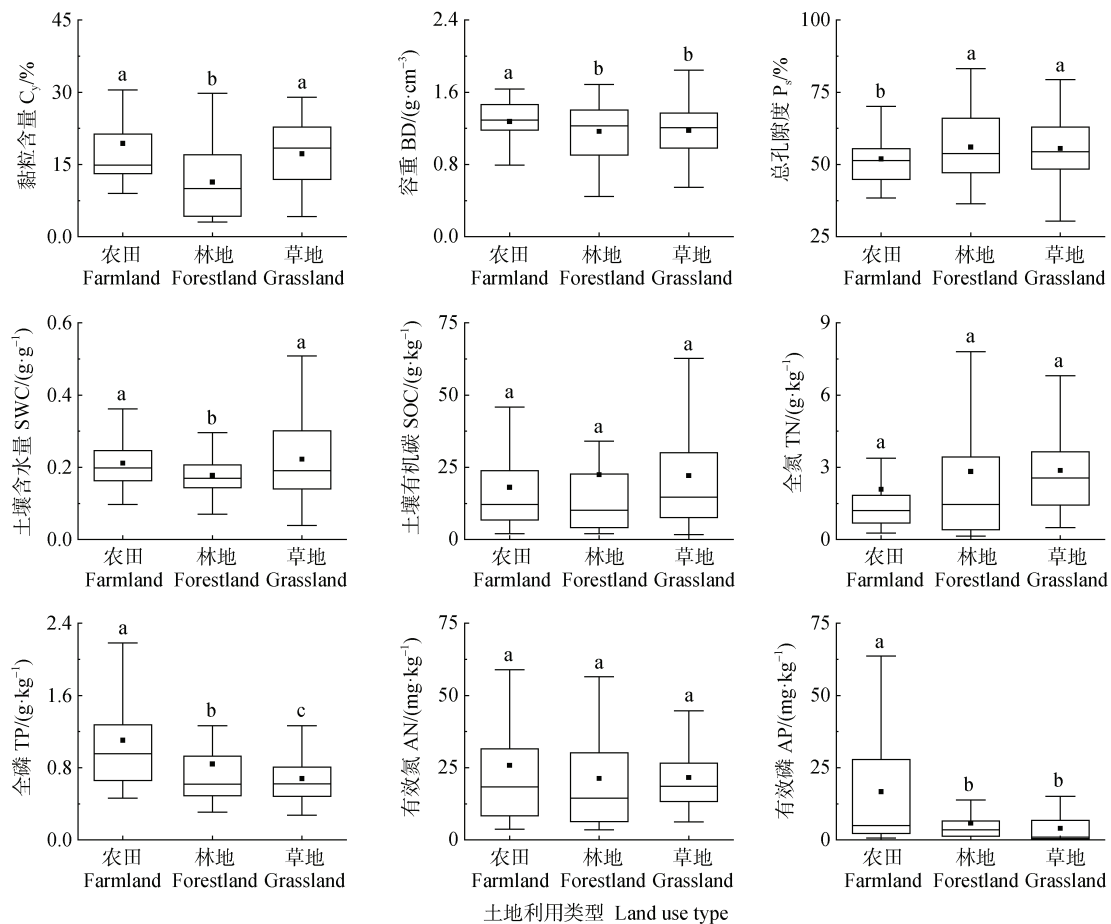 黏粒含量 Cy/%
45
30
15
0.0
a
b
a
农田
林地
草地
Farmland Forestland Grassland
容重 BD/(g·cm⁻³)
2.4
1.6
0.8
0.0
a
b
b
农田
林地
草地
Farmland Forestland Grassland
总孔隙度 Ps/%
100
75
50
25
b
a
a
农田
林地
草地
Farmland Forestland Grassland
土壤含水量 SWC/(g·g⁻¹)
0.6
0.4
0.2
0.0
a
b
a
农田
林地
草地
Farmland Forestland Grassland
土壤有机碳 SOC/(g·kg⁻¹)
75
50
25
0
a
a
a
农田
林地
草地
Farmland Forestland Grassland
全氮 TN/(g·kg⁻¹)
9
6
3
0
a
a
a
农田
林地
草地
Farmland Forestland Grassland
全磷 TP/(g·kg⁻¹)
2.4
1.6
0.8
0.0
a
b
c
农田
林地
草地
Farmland Forestland Grassland
有效氮 AN/(mg·kg⁻¹)
75
50
25
0
a
a
a
农田
林地
草地
Farmland Forestland Grassland
有效磷 AP/(mg·kg⁻¹)
75
50
25
0
a
b
b
农田
林地
草地
Farmland Forestland Grassland
土地利用类型 Land use type